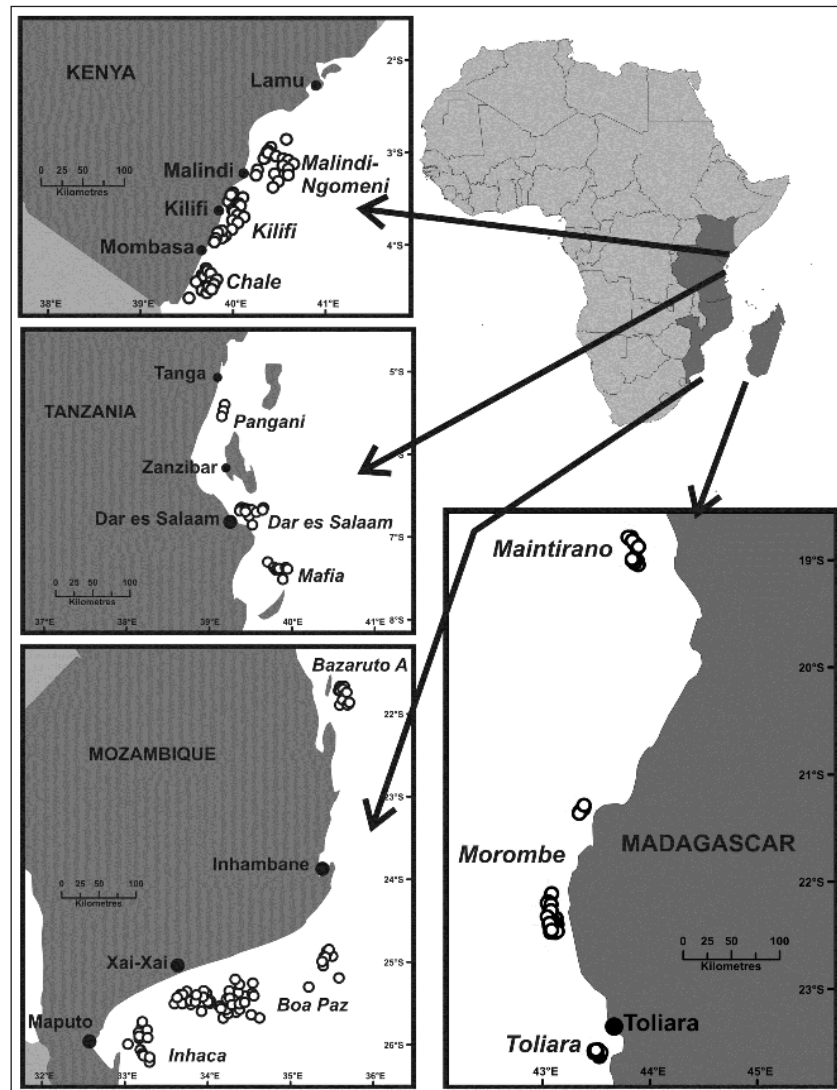 KENYA
Lamu
2°S
0 25 50 100
Kilometres
Malindi
Malindi-
Ngomeni
3°S
Kilifi
Kilifi
Mombasa
4°S
Chale
38°E
39°E
40°E
41°E
Tanga
5°S
TANZANIA
Pangani
Zanzibar
Dar es Salaam
Dar es Salaam
7°S
Mafia
0 25 50 100
Kilometres
37°E
38°E
39°E
40°E
41°E
8°S
Bazaruto A
22°S
MOZAMBIQUE
23°S
Inhambane
24°S
0 25 50 100
Kilometres
Xai-Xai
25°S
Boa Paz
Maputo
Inhaca
26°S
32°E
33°E
34°E
35°E
36°E
Maintirano
19°S
20°S
21°S
Morombe
MADAGASCAR
22°S
0 25 50 100
Kilometres
23°S
Toliara
Toliara
43°E
44°E
45°E